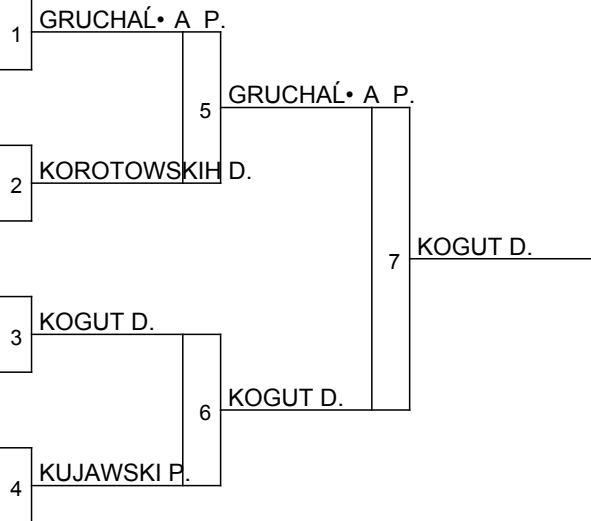 1
GRUCHAĹ• A P.
5
GRUCHAĹ• A P.
2
KOROTOWSKIH D.
7
KOGUT D.
3
KOGUT D.
6
KOGUT D.
4
KUJAWSKI P.